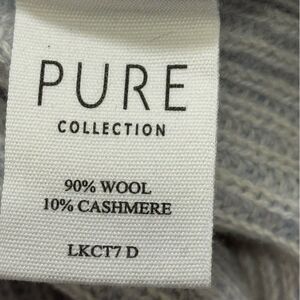 PURE
COLLECTION
90% WOOL
10% CASHMERE
LKCT7 D